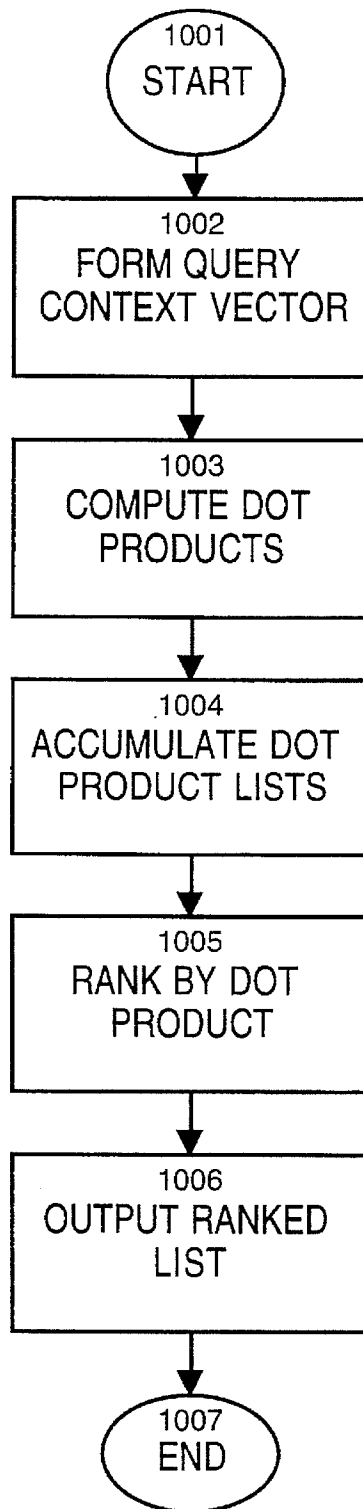 1001
START
1002
FORM QUERY
CONTEXT VECTOR
1003
COMPUTE DOT
PRODUCTS
1004
ACCUMULATE DOT
PRODUCT LISTS
1005
RANK BY DOT
PRODUCT
1006
OUTPUT RANKED
LIST
1007
END